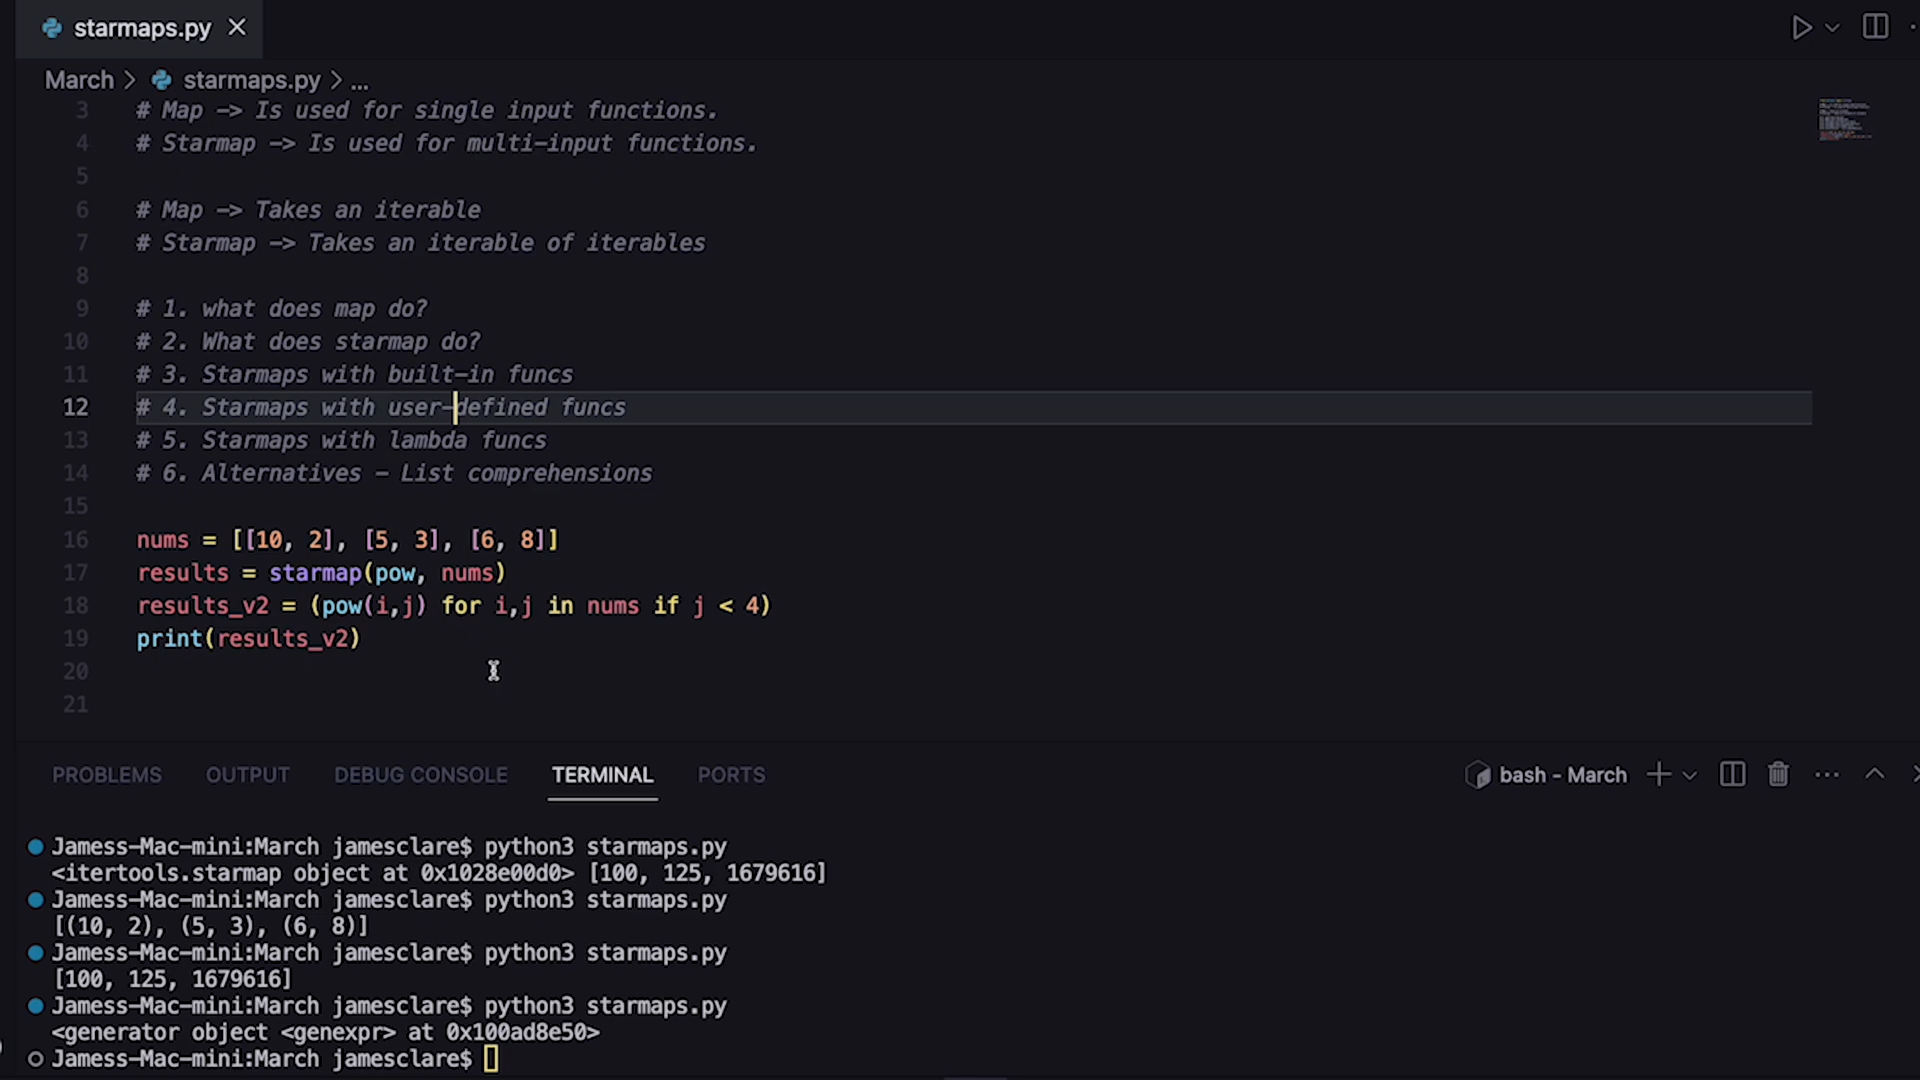 starmaps.py
March > starmaps.py > ...
3 # Map -> Is used for single input functions.
4 # Starmap -> Is used for multi-input functions.
5
6 # Map -> Takes an iterable
7 # Starmap -> Takes an iterable of iterables
8
9 # 1. what does map do?
10 # 2. What does starmap do?
11 # 3. Starmaps with built-in funcs
12 # 4. Starmaps with user-defined funcs
13 # 5. Starmaps with lambda funcs
14 # 6. Alternatives - List comprehensions
15
16 nums = [[10, 2], [5, 3], [6, 8]]
17 results = starmap(pow, nums)
18 results_v2 = (pow(i,j) for i,j in nums if j < 4)
19 print(results_v2)
20
21
PROBLEMS OUTPUT DEBUG CONSOLE TERMINAL PORTS bash - March
Jamess-Mac-mini:March jamesclare$ python3 starmaps.py
<itertools.starmap object at 0x1028e00d0> [100, 125, 1679616]
Jamess-Mac-mini:March jamesclare$ python3 starmaps.py
[(10, 2), (5, 3), (6, 8)]
Jamess-Mac-mini:March jamesclare$ python3 starmaps.py
[100, 125, 1679616]
Jamess-Mac-mini:March jamesclare$ python3 starmaps.py
<generator object <genexpr> at 0x100ad8e50>
Jamess-Mac-mini:March jamesclare$